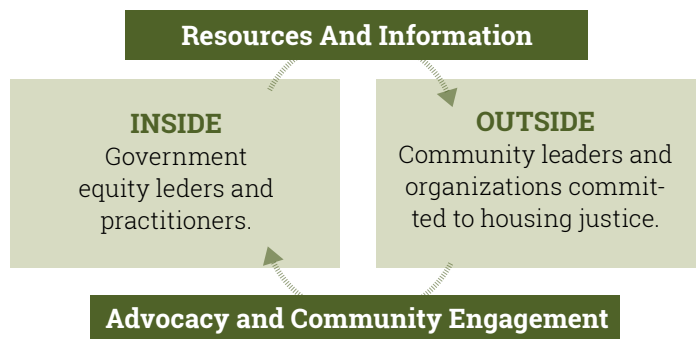 Resources And Information
INSIDE
Government
equity leders and
practitioners.
OUTSIDE
Community leaders and
organizations commit-
ted to housing justice.
Advocacy and Community Engagement